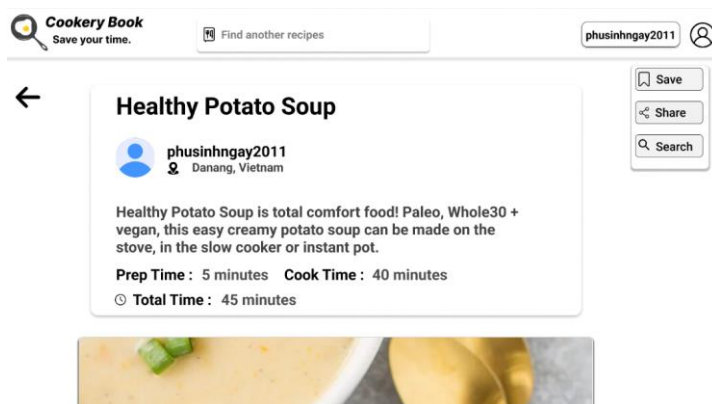 Cookery Book
Save your time.
Find another recipes
phusinhngay2011
Save
Share
Search
Healthy Potato Soup
phusinhngay2011
Danang, Vietnam
Healthy Potato Soup is total comfort food! Paleo, Whole30 +
vegan, this easy creamy potato soup can be made on the
stove, in the slow cooker or instant pot.
Prep Time : 5 minutes Cook Time : 40 minutes
Total Time : 45 minutes